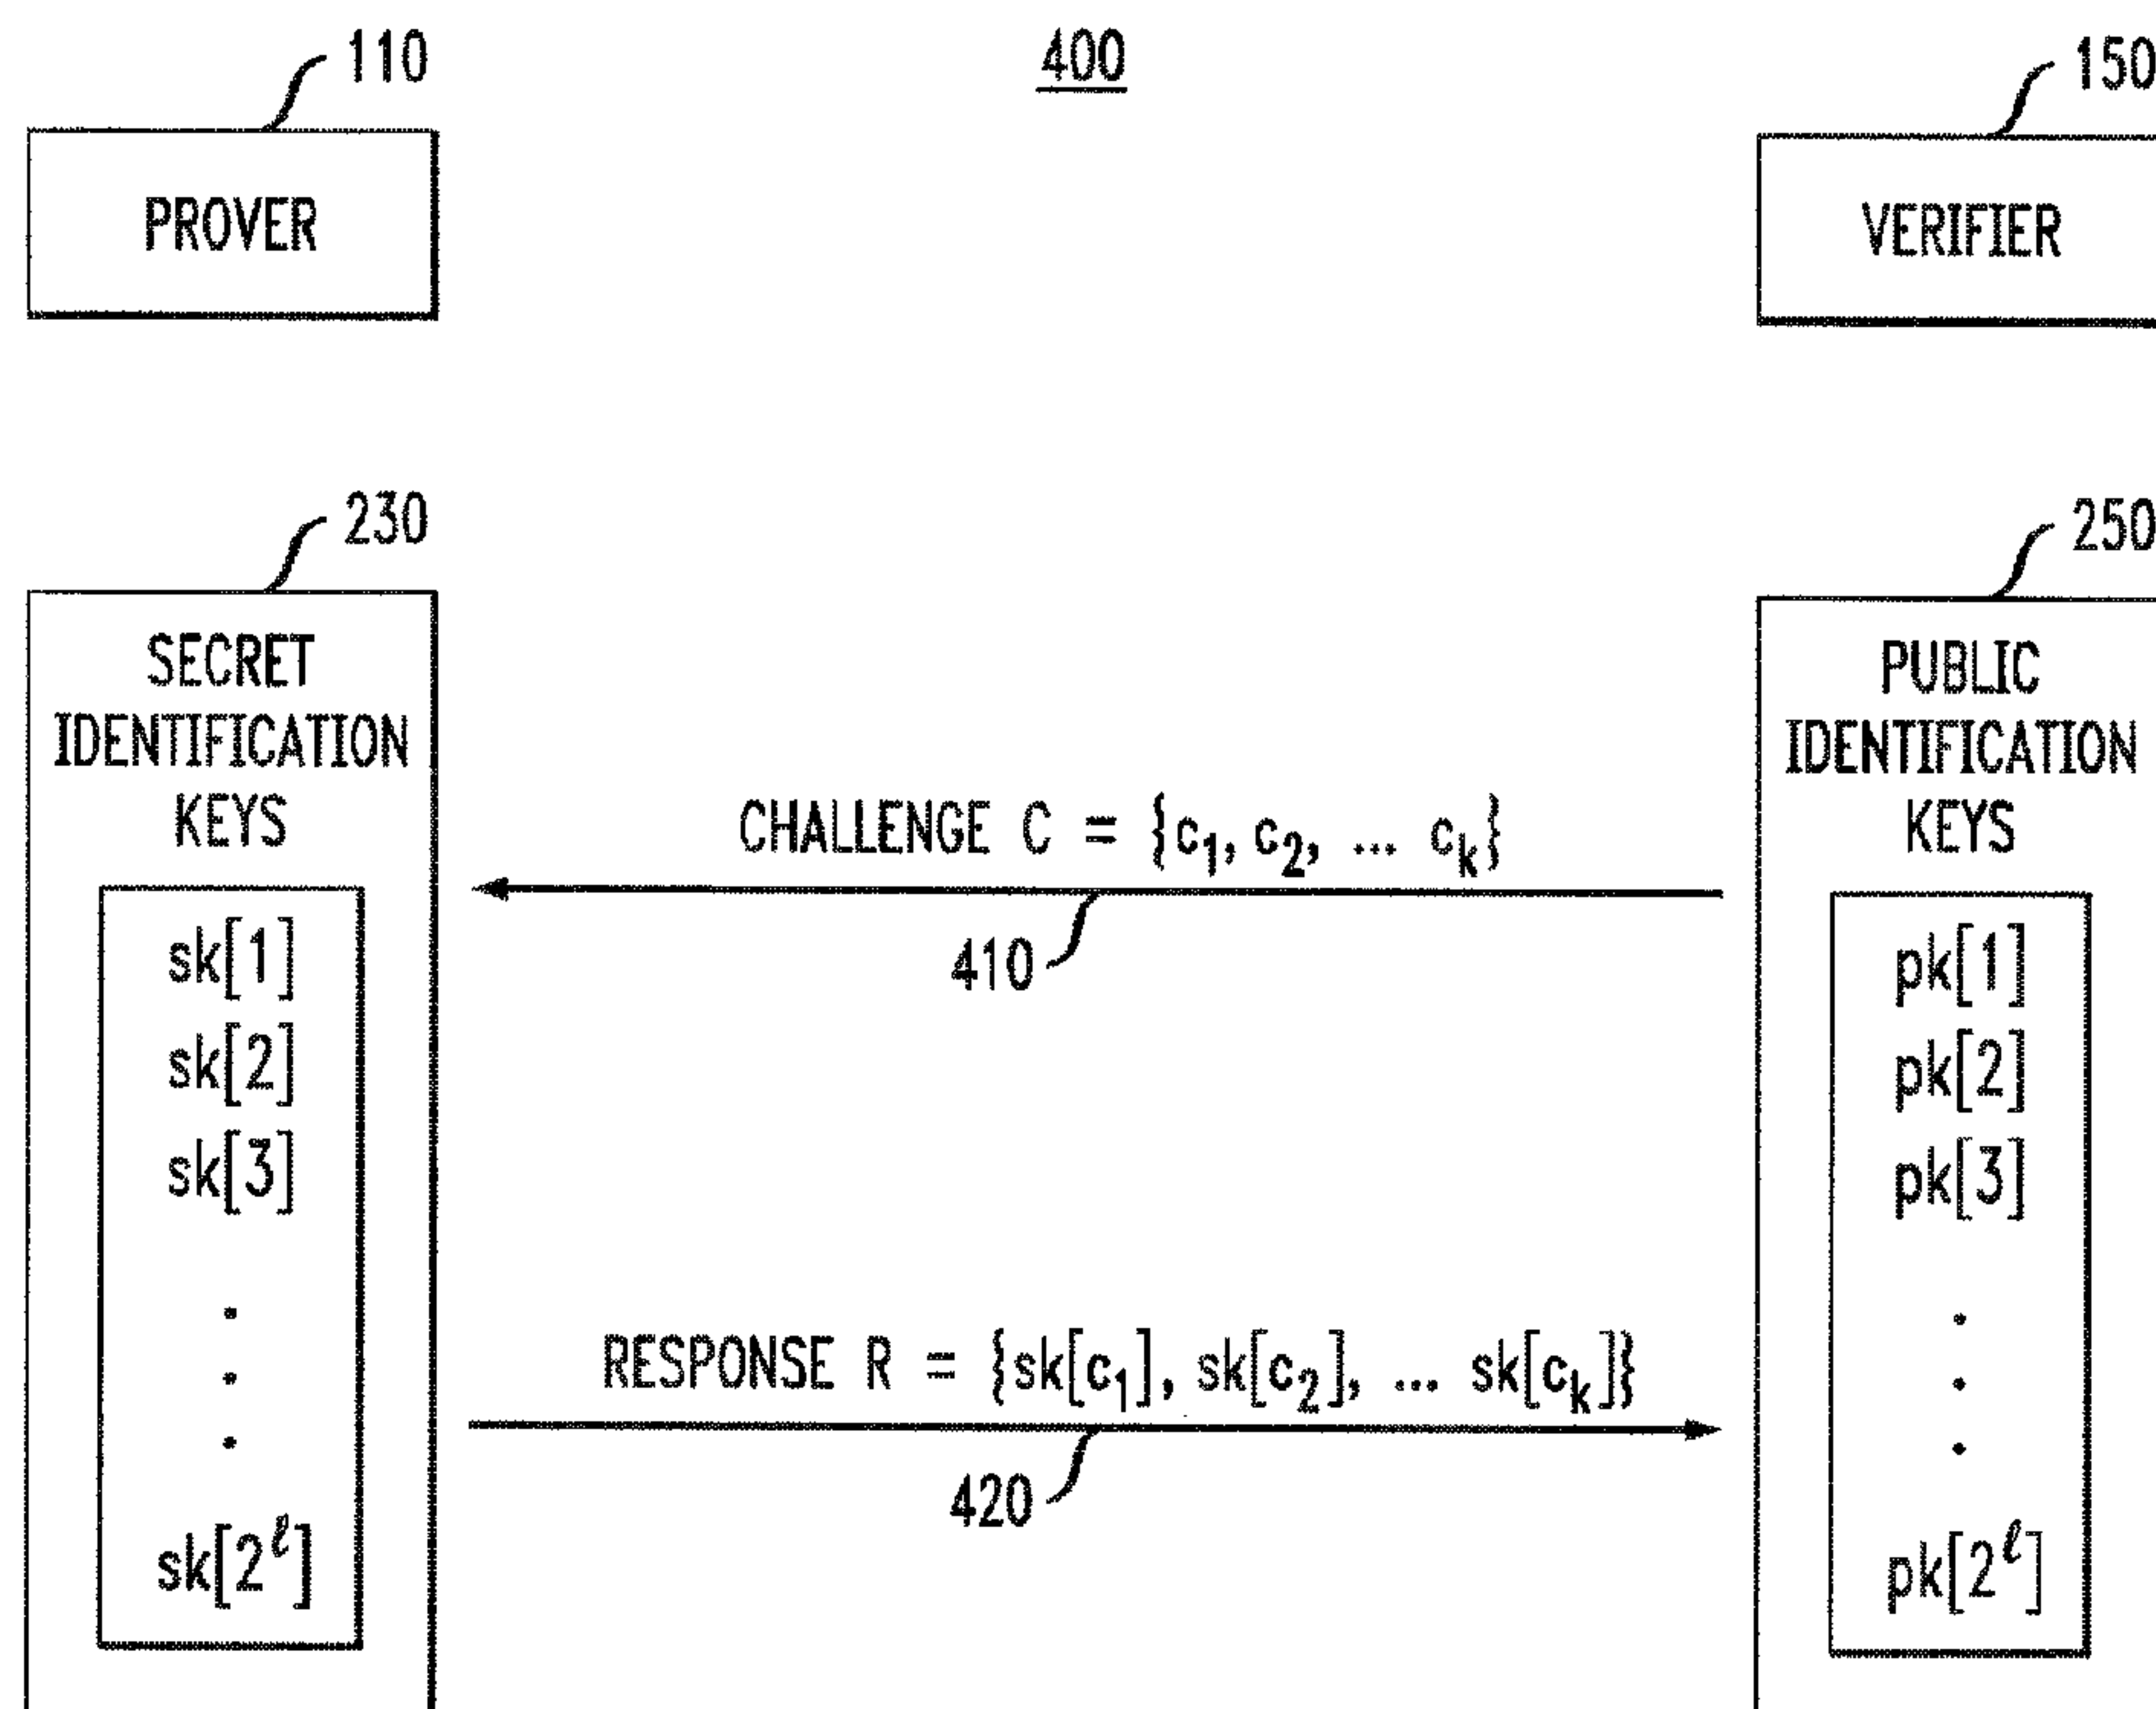 110
400
150
PROVER
VERIFIER
230
250
SECRET
IDENTIFICATION
KEYS
PUBLIC
IDENTIFICATION
KEYS
CHALLENGE C = {c₁, c₂, ... cₖ}
410
sk[1]
sk[2]
sk[3]
sk[2^ℓ]
pk[1]
pk[2]
pk[3]
pk[2^ℓ]
RESPONSE R = {sk[c₁], sk[c₂], ... sk[cₖ]}
420